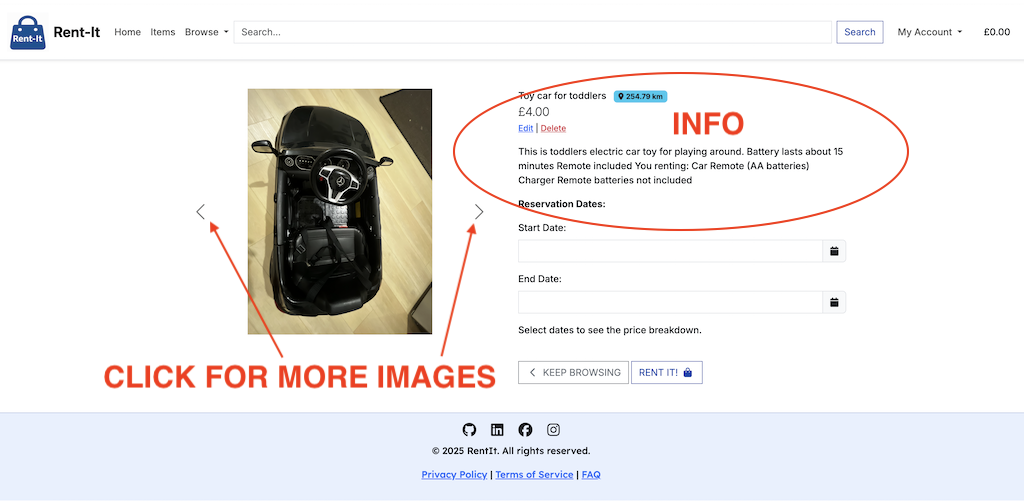 Rent-It
Rent-It Home Items Browse Search... Search My Account £0.00
Toy car for toddlers 254.79 km
£4.00
Edit | Delete
INFO
This is toddlers electric car toy for playing around. Battery lasts about 15
minutes Remote included You renting: Car Remote (AA batteries)
Charger Remote batteries not included
Reservation Dates:
Start Date:
End Date:
Select dates to see the price breakdown.
CLICK FOR MORE IMAGES
KEEP BROWSING RENT IT!
© 2025 RentIt. All rights reserved.
Privacy Policy | Terms of Service | FAQ